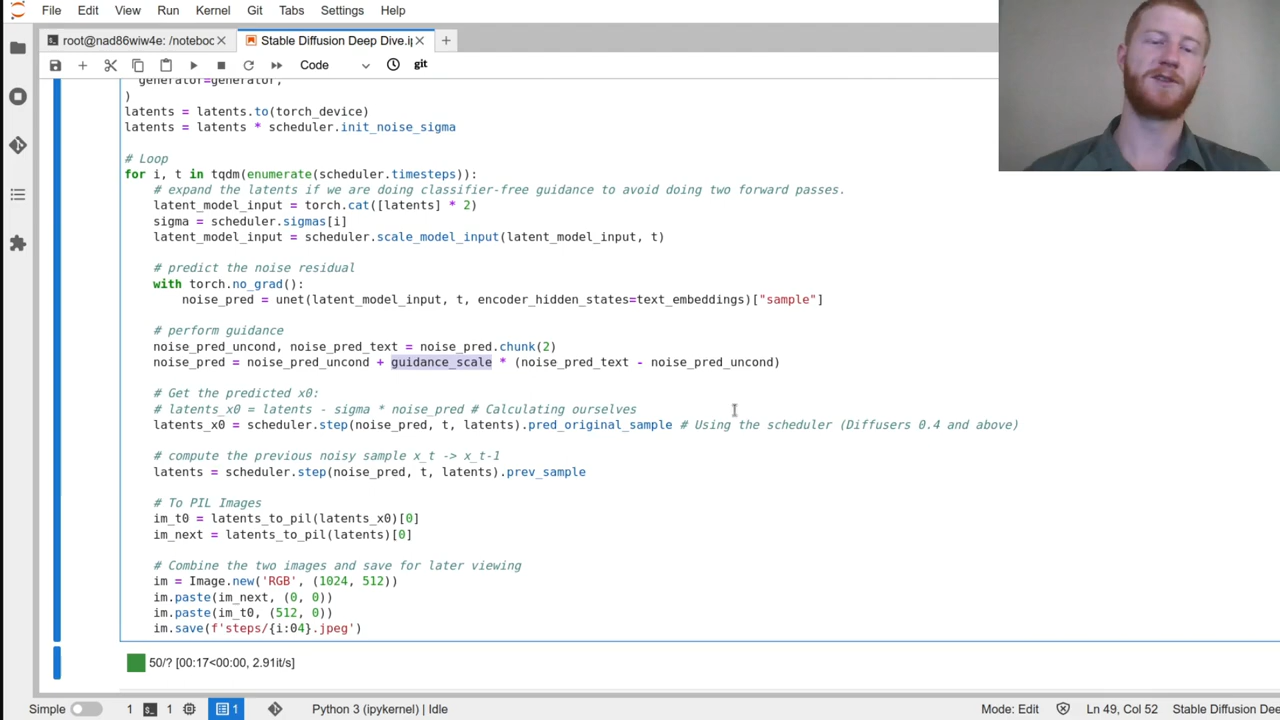 File Edit View Run Kernel Git Tabs Settings Help
root@nad86wiw4e: /noteboc
Stable Diffusion Deep Dive.ip
Code
git
generator=generator,
)
latents = latents.to(torch_device)
latents = latents * scheduler.init_noise_sigma
# Loop
for i, t in tqdm(enumerate(scheduler.timesteps)):
# expand the latents if we are doing classifier-free guidance to avoid doing two forward passes.
latent_model_input = torch.cat([latents] * 2)
sigma = scheduler.sigmas[i]
latent_model_input = scheduler.scale_model_input(latent_model_input, t)
# predict the noise residual
with torch.no_grad():
noise_pred = unet(latent_model_input, t, encoder_hidden_states=text_embeddings)["sample"]
# perform guidance
noise_pred_uncond, noise_pred_text = noise_pred.chunk(2)
noise_pred = noise_pred_uncond + guidance_scale * (noise_pred_text - noise_pred_uncond)
# Get the predicted x0:
# latents_x0 = latents - sigma * noise_pred # Calculating ourselves
latents_x0 = scheduler.step(noise_pred, t, latents).pred_original_sample # Using the scheduler (Diffusers 0.4 and above)
# compute the previous noisy sample x_t -> x_t-1
latents = scheduler.step(noise_pred, t, latents).prev_sample
# To PIL Images
im_t0 = latents_to_pil(latents_x0)[0]
im_next = latents_to_pil(latents)[0]
# Combine the two images and save for later viewing
im = Image.new('RGB', (1024, 512))
im.paste(im_next, (0, 0))
im.paste(im_t0, (512, 0))
im.save(f'steps/{i:04}.jpeg')
50/? [00:17<00:00, 2.91it/s]
Simple 1 1 1 Python 3 (ipykernel) | Idle Mode: Edit Ln 49, Col 52 Stable Diffusion Dee